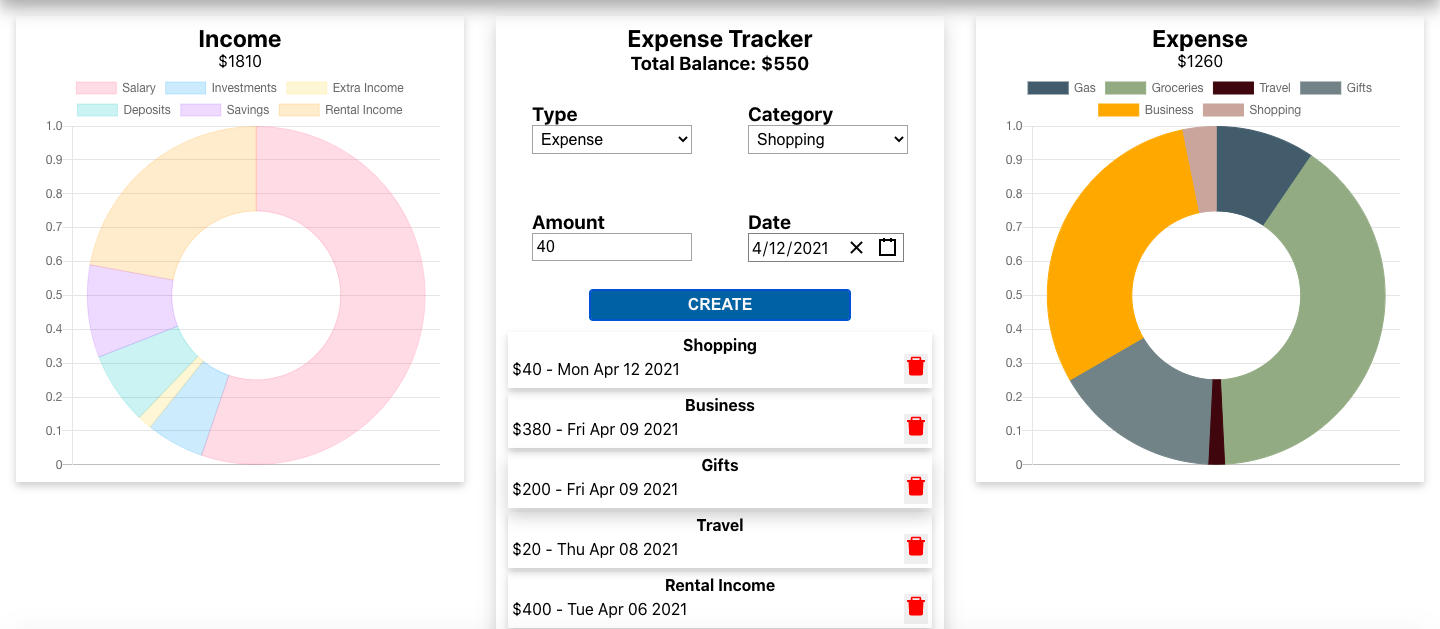 Income
$1810
Salary Investments Extra Income
Deposits Savings Rental Income
1.0
0.9
0.8
0.7
0.6
0.5
0.4
0.3
0.2
0.1
0
Expense Tracker
Total Balance: $550
Type Category
Expense Shopping
Amount Date
40 4/12/2021
CREATE
Shopping
$40 - Mon Apr 12 2021
Business
$380 - Fri Apr 09 2021
Gifts
$200 - Fri Apr 09 2021
Travel
$20 - Thu Apr 08 2021
Rental Income
$400 - Tue Apr 06 2021
Expense
$1260
Gas Groceries Travel Gifts
Business Shopping
1.0
0.9
0.8
0.7
0.6
0.5
0.4
0.3
0.2
0.1
0